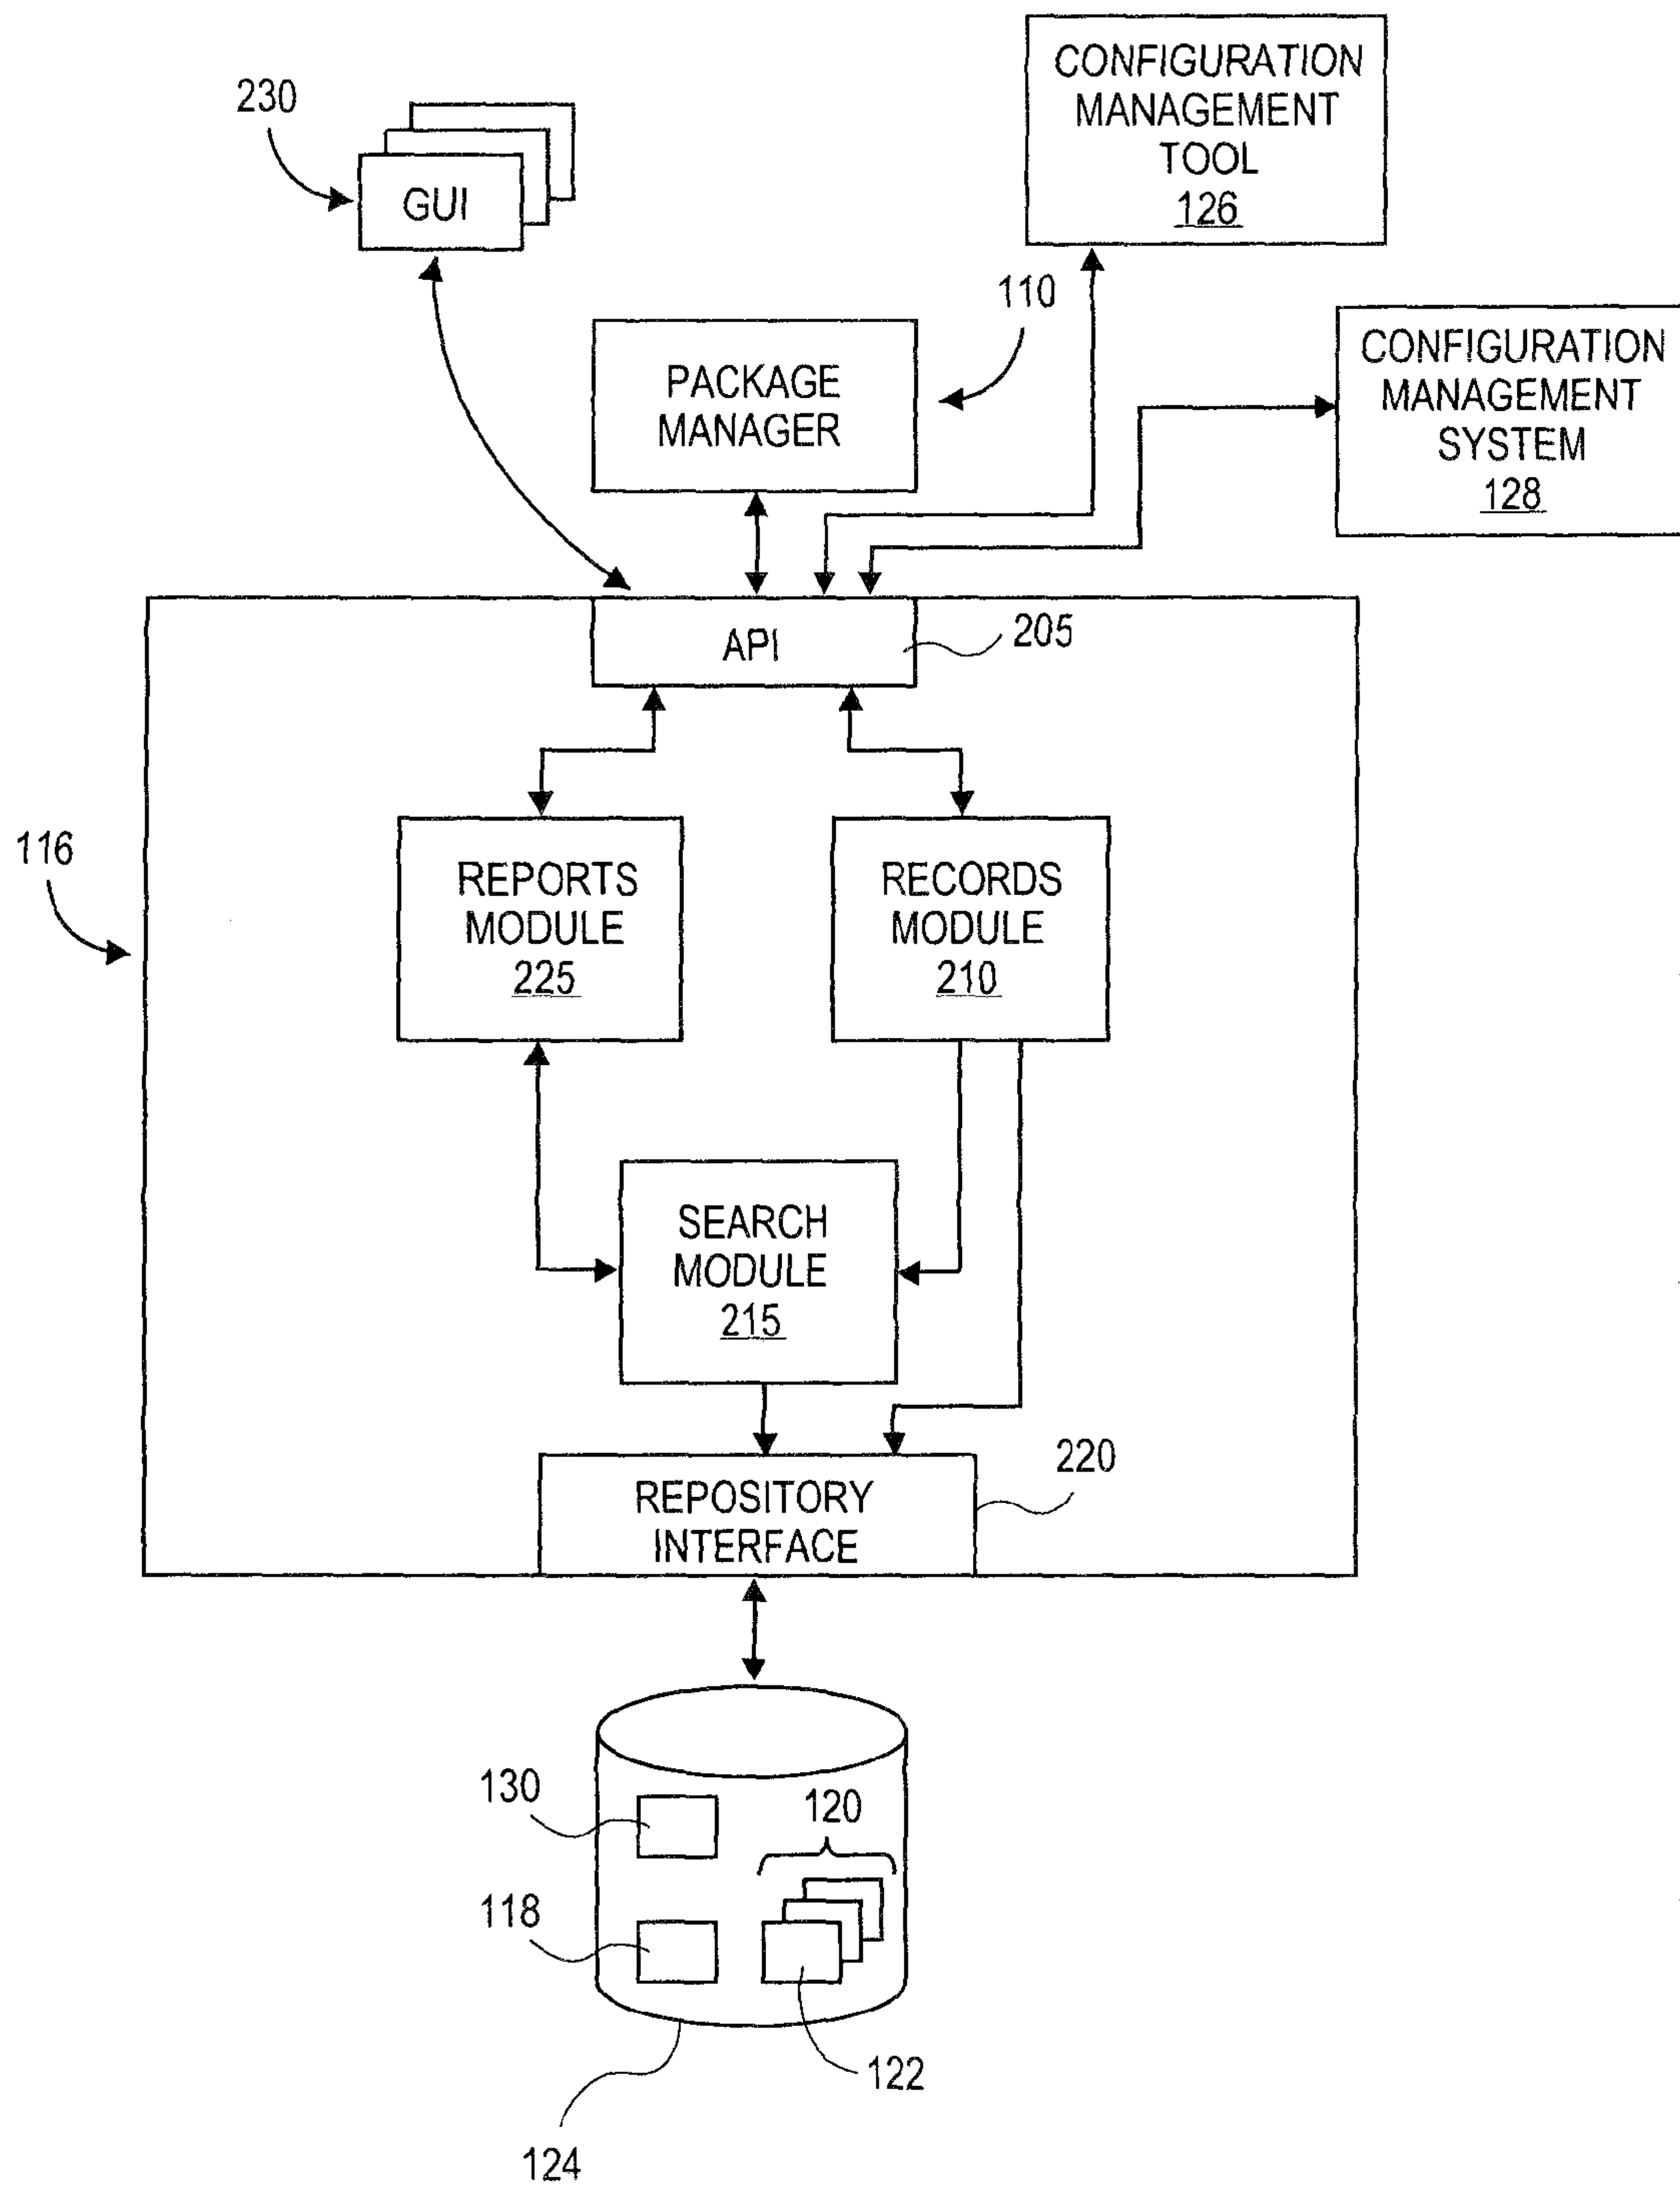 CONFIGURATION
MANAGEMENT
TOOL
126
230
GUI
110
CONFIGURATION
MANAGEMENT
SYSTEM
128
PACKAGE
MANAGER
API
205
116
REPORTS
MODULE
225
RECORDS
MODULE
210
SEARCH
MODULE
215
220
REPOSITORY
INTERFACE
130
120
118
122
124